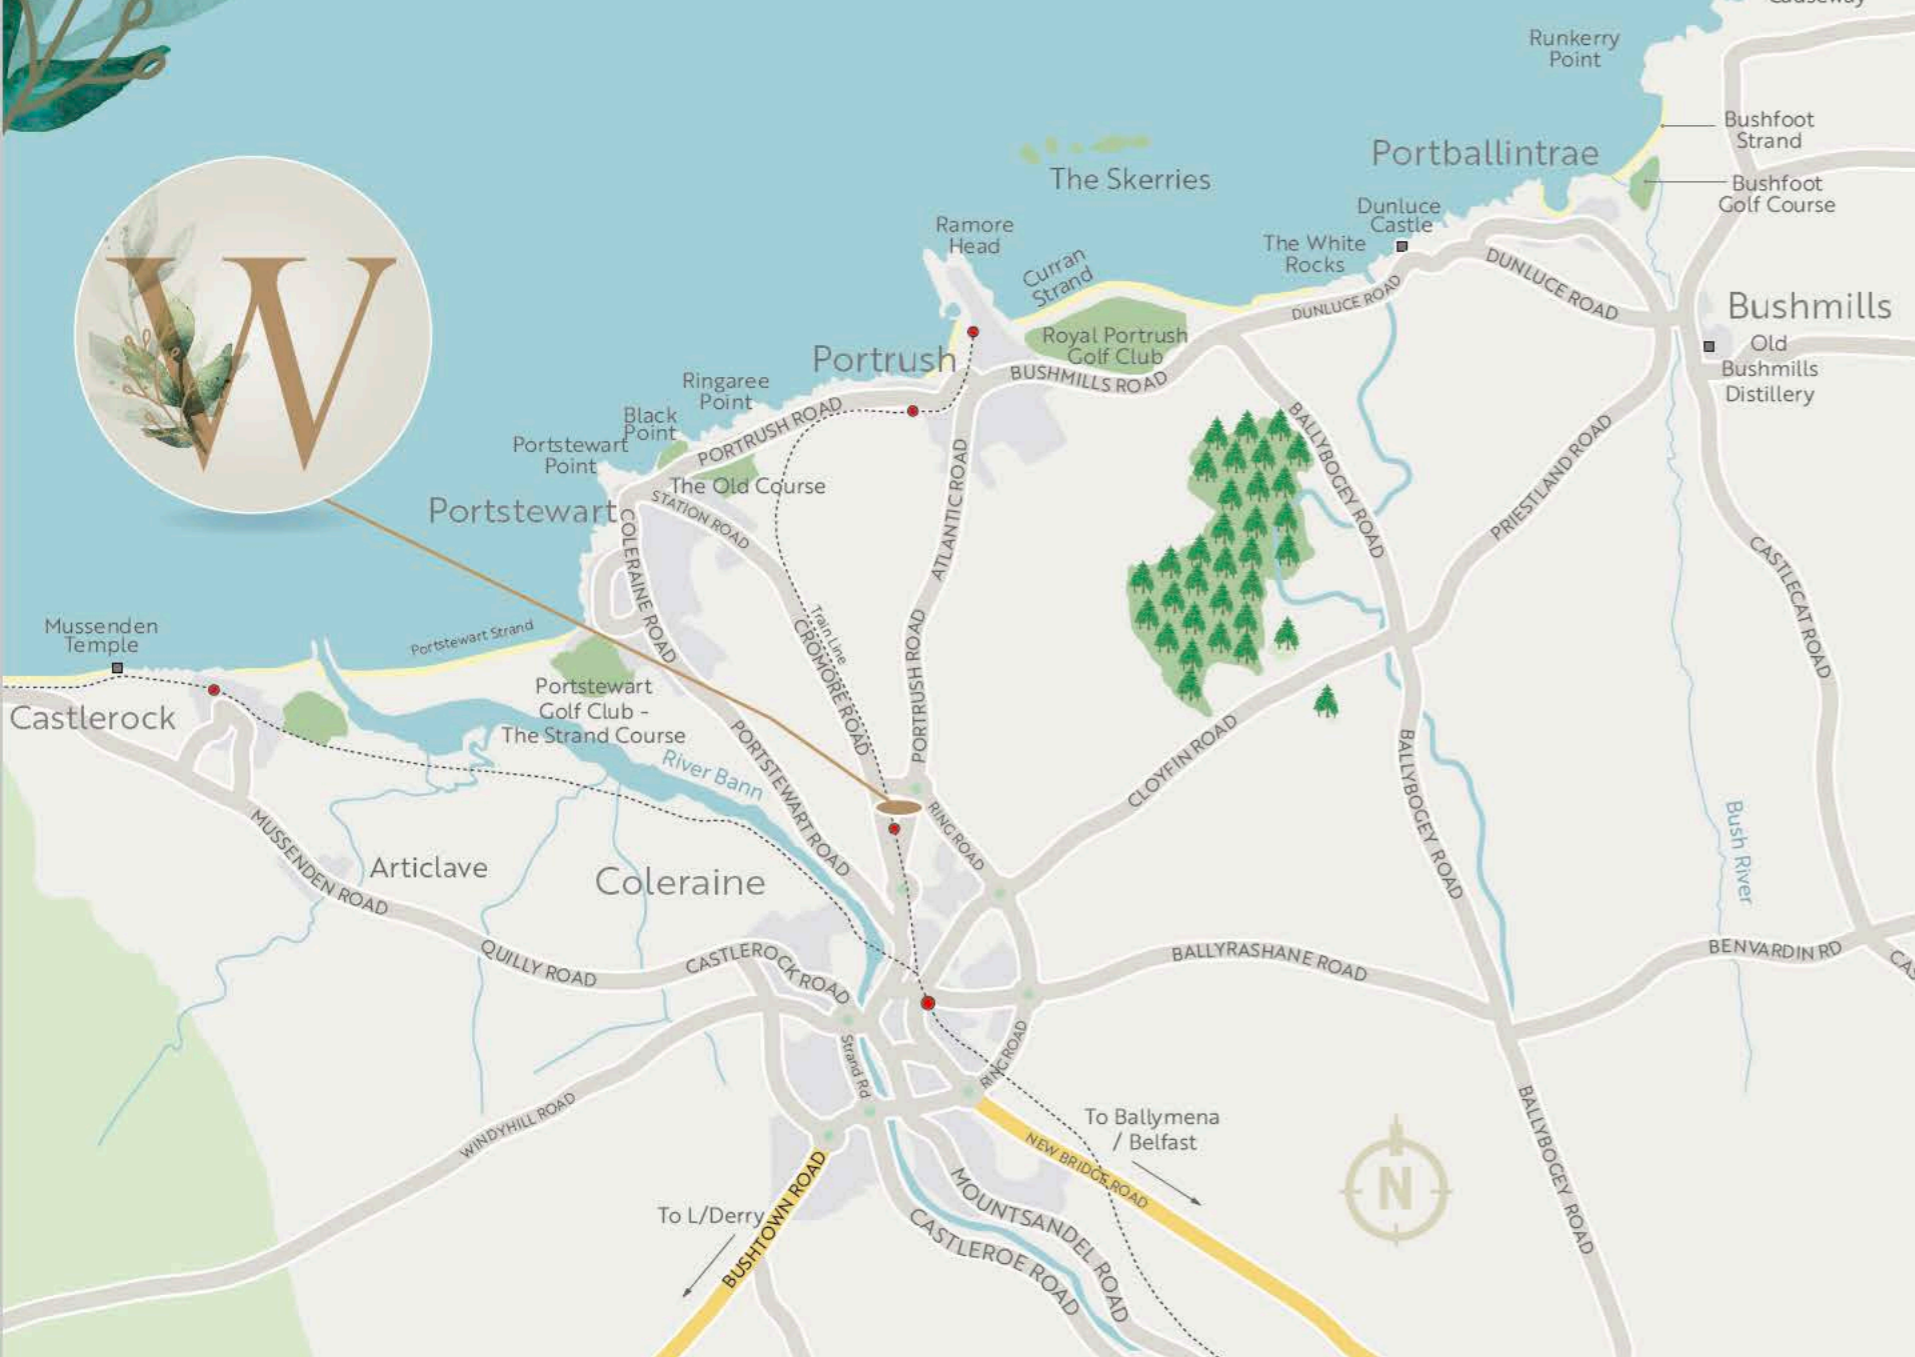 Causeway
Runkerry
Point
Bushfoot
Strand
Portballintrae
The Skerries
Bushfoot
Golf Course
Dunluce
Castle
Ramore
Head
The White
Rocks
Curran
Strand
DUNLUCE ROAD
DUNLUCE ROAD
W
Bushmills
Royal Portrush
Golf Club
Old
Bushmills
Distillery
Portrush
BUSHMILLS ROAD
Ringaree
Point
Black
Point
PORTRUSH ROAD
Portstewart
Point
The Old Course
Portstewart
STATION ROAD
ATLANTIC ROAD
BALLYBOGEY ROAD
PRIESTLAND ROAD
COLERAINE ROAD
CASTLECAT ROAD
Mussenden
Temple
Portstewart Strand
Train Line
CROMORE ROAD
PORTRUSH ROAD
Castlerock
Portstewart
Golf Club -
The Strand Course
River Bann
PORTSTEWART ROAD
CLOYFIN ROAD
BALLYBOGEY ROAD
RING ROAD
Bush River
MUSSENDEN ROAD
Articlave
Coleraine
QUILLY ROAD
CASTLEROCK ROAD
BALLYRASHANE ROAD
BENVARDIN RD
CAS
Strand Rd
RING ROAD
WINDYHILL ROAD
To Ballymena
/ Belfast
NEW BRIDGE ROAD
BALLYBOGEY ROAD
N
To L/Derry
BUSHTOWN ROAD
MOUNTSANDEL ROAD
CASTLEROE ROAD